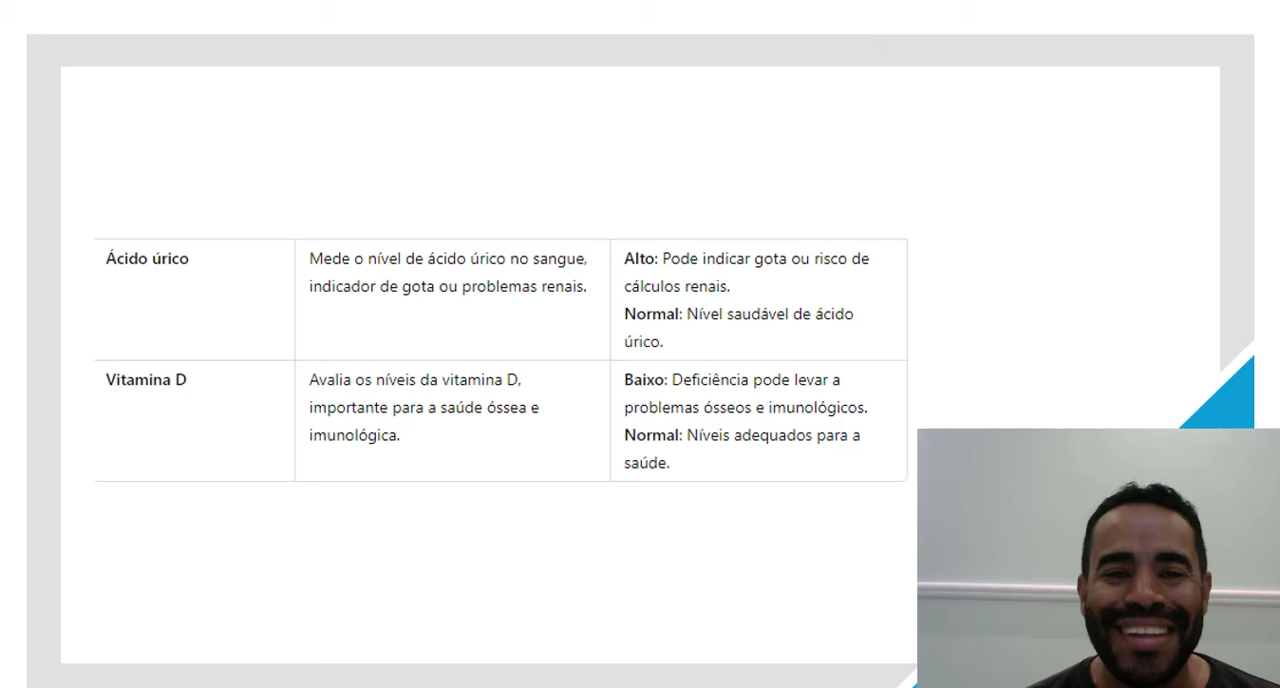 Ácido úrico
Mede o nível de ácido úrico no sangue,
indicador de gota ou problemas renais.
Alto: Pode indicar gota ou risco de
cálculos renais.
Normal: Nível saudável de ácido
úrico.
Vitamina D
Avalia os níveis da vitamina D,
importante para a saúde óssea e
imunológica.
Baixo: Deficiência pode levar a
problemas ósseos e imunológicos.
Normal: Níveis adequados para a
saúde.